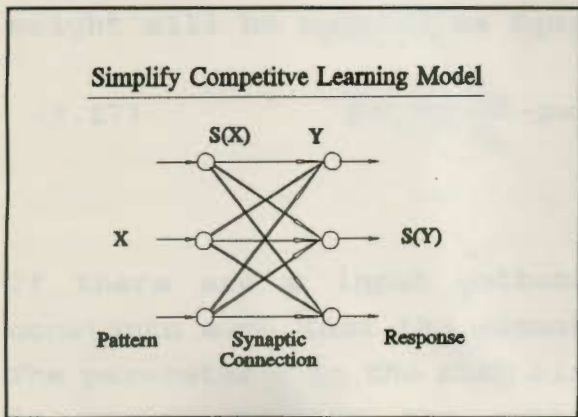 Simplify Competitve Learning Model
S(X) Y
X S(Y)
Pattern Synaptic Connection Response